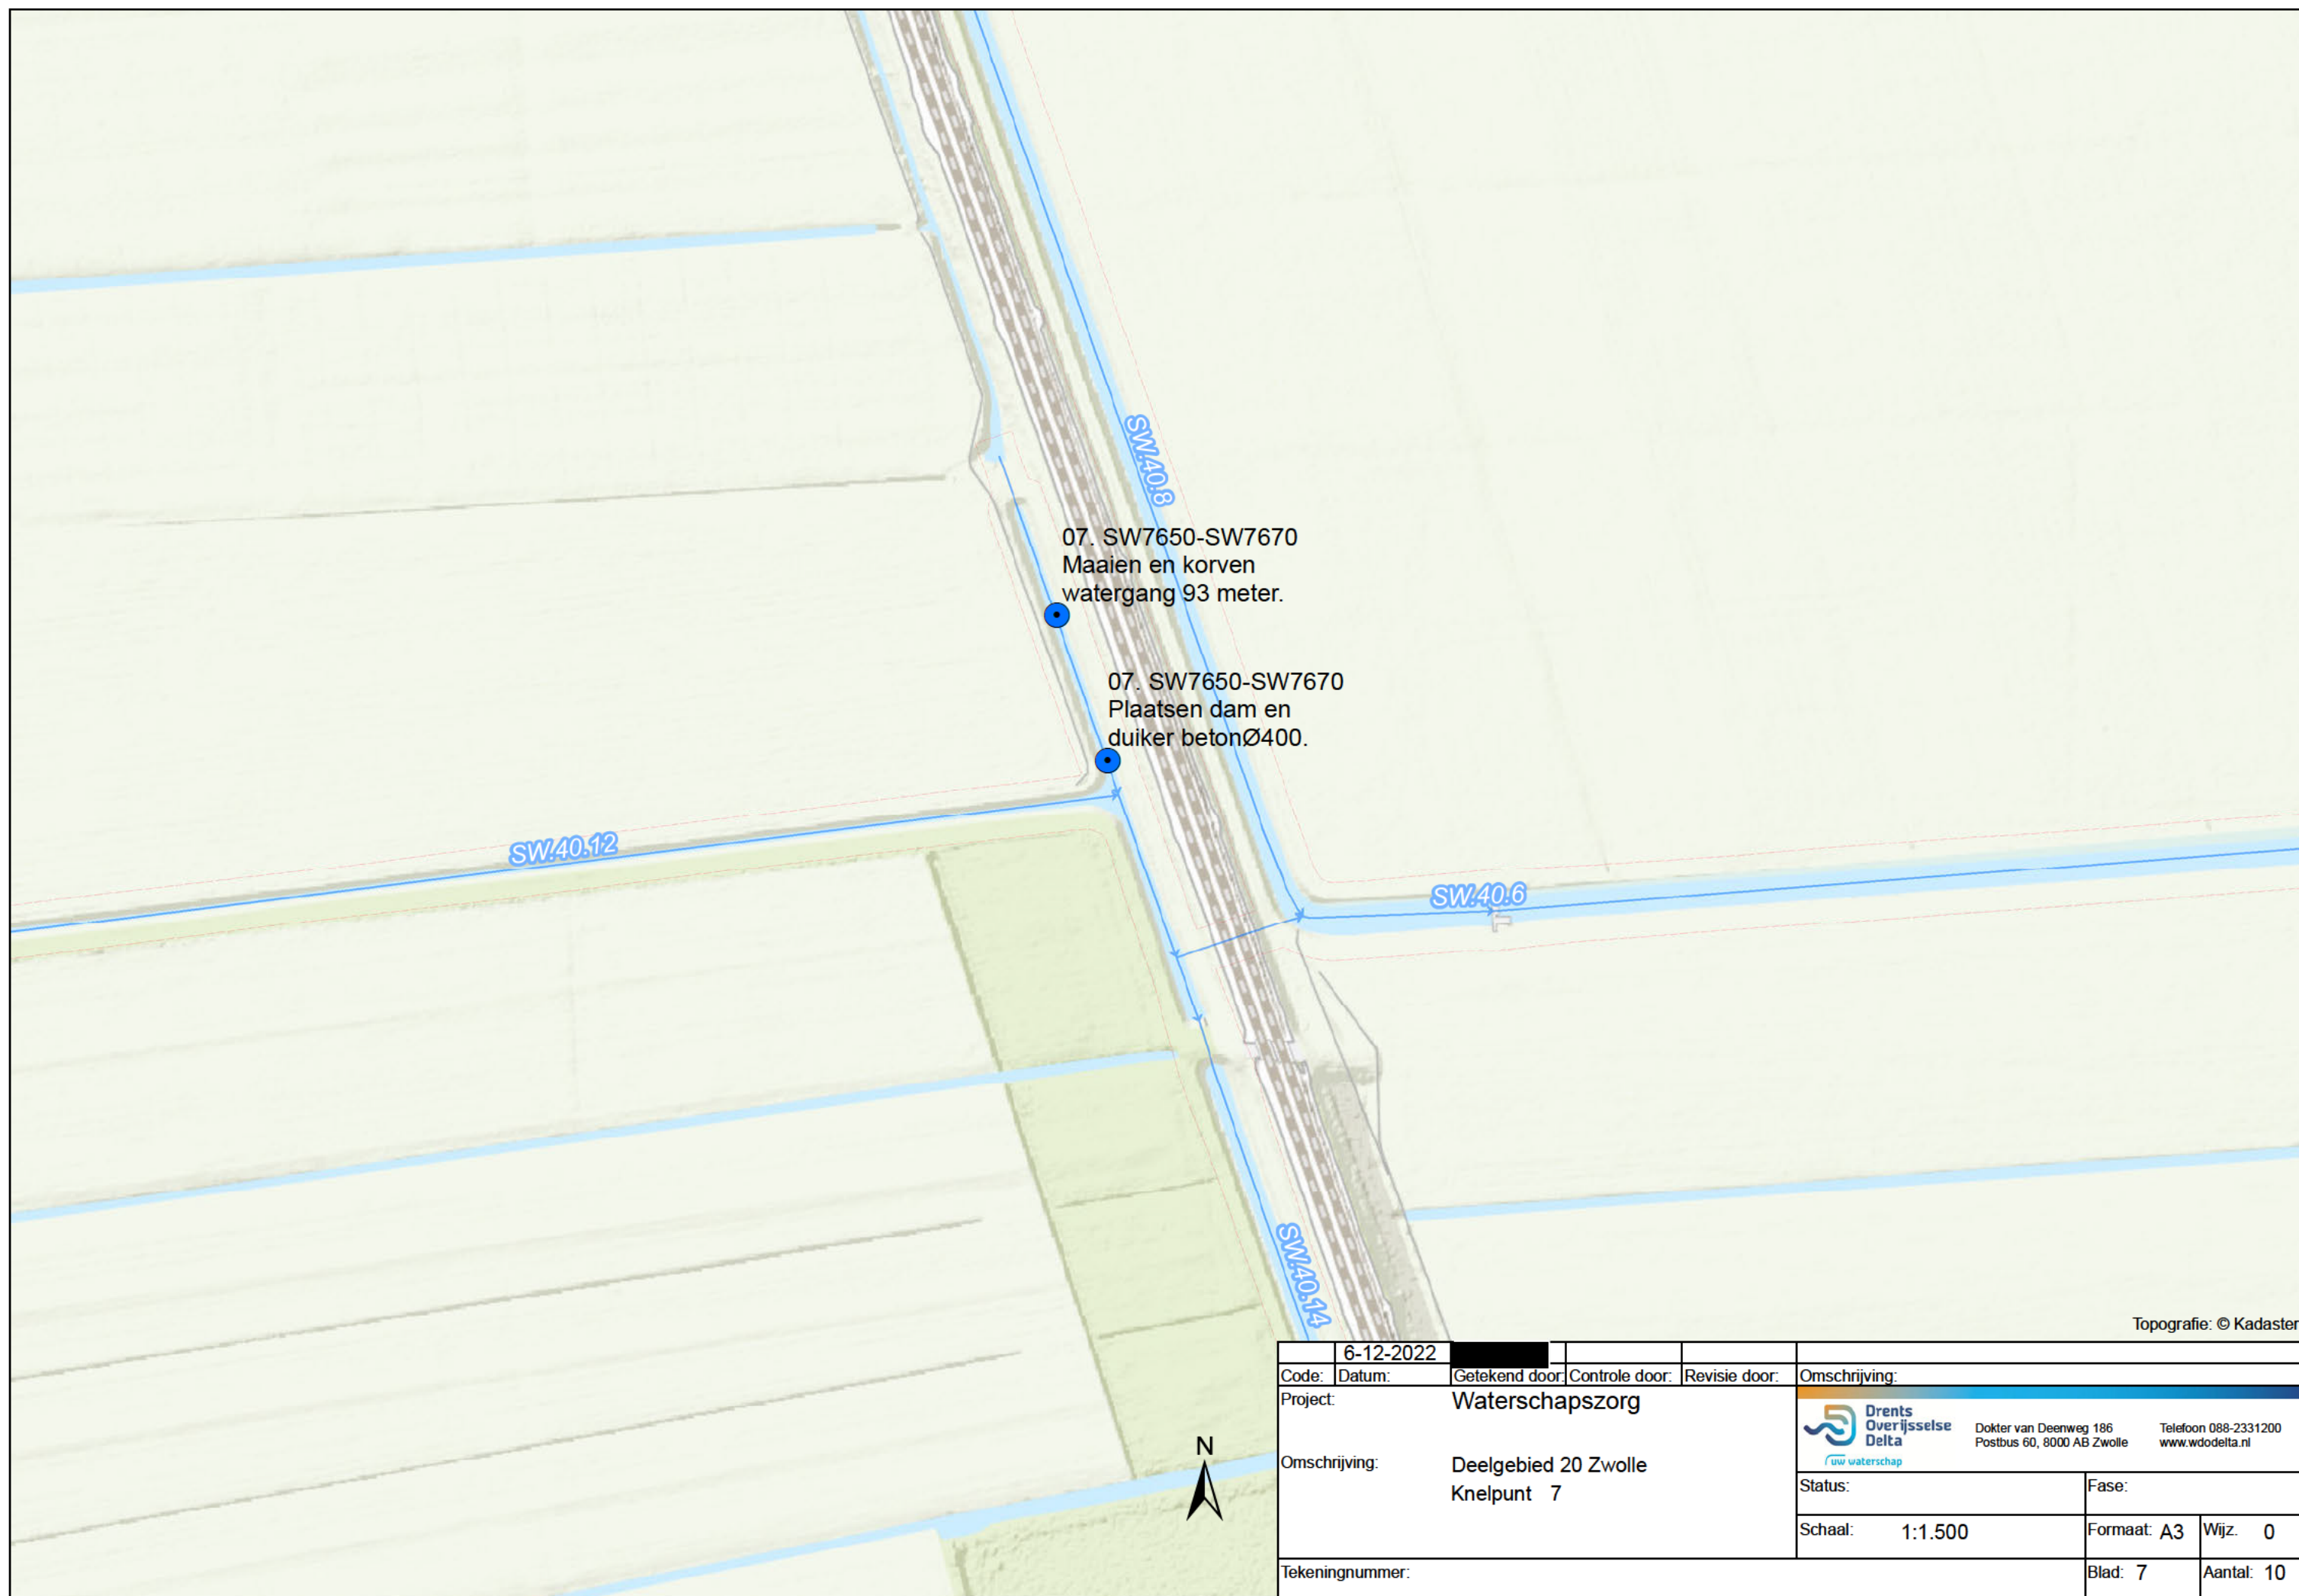 SW.40.8
07. SW7650-SW7670
Maaien en korven
watergang 93 meter.
07. SW7650-SW7670
Plaatsen dam en
duiker betonØ400.
SW.40.12
SW.40.6
SW.40.14
Topografie: © Kadaster
6-12-2022
Code: Datum: Getekend door: Controle door: Revisie door: Omschrijving:
Project: Waterschapszorg
Drents
Overijsselse
Delta
uw waterschap
Dokter van Deenweg 186
Postbus 60, 8000 AB Zwolle
Telefoon 088-2331200
www.wdodelta.nl
N
Omschrijving: Deelgebied 20 Zwolle
Knelpunt 7
Status: Fase:
Schaal: 1:1.500 Formaat: A3 Wijz. 0
Tekeningnummer: Blad: 7 Aantal: 10